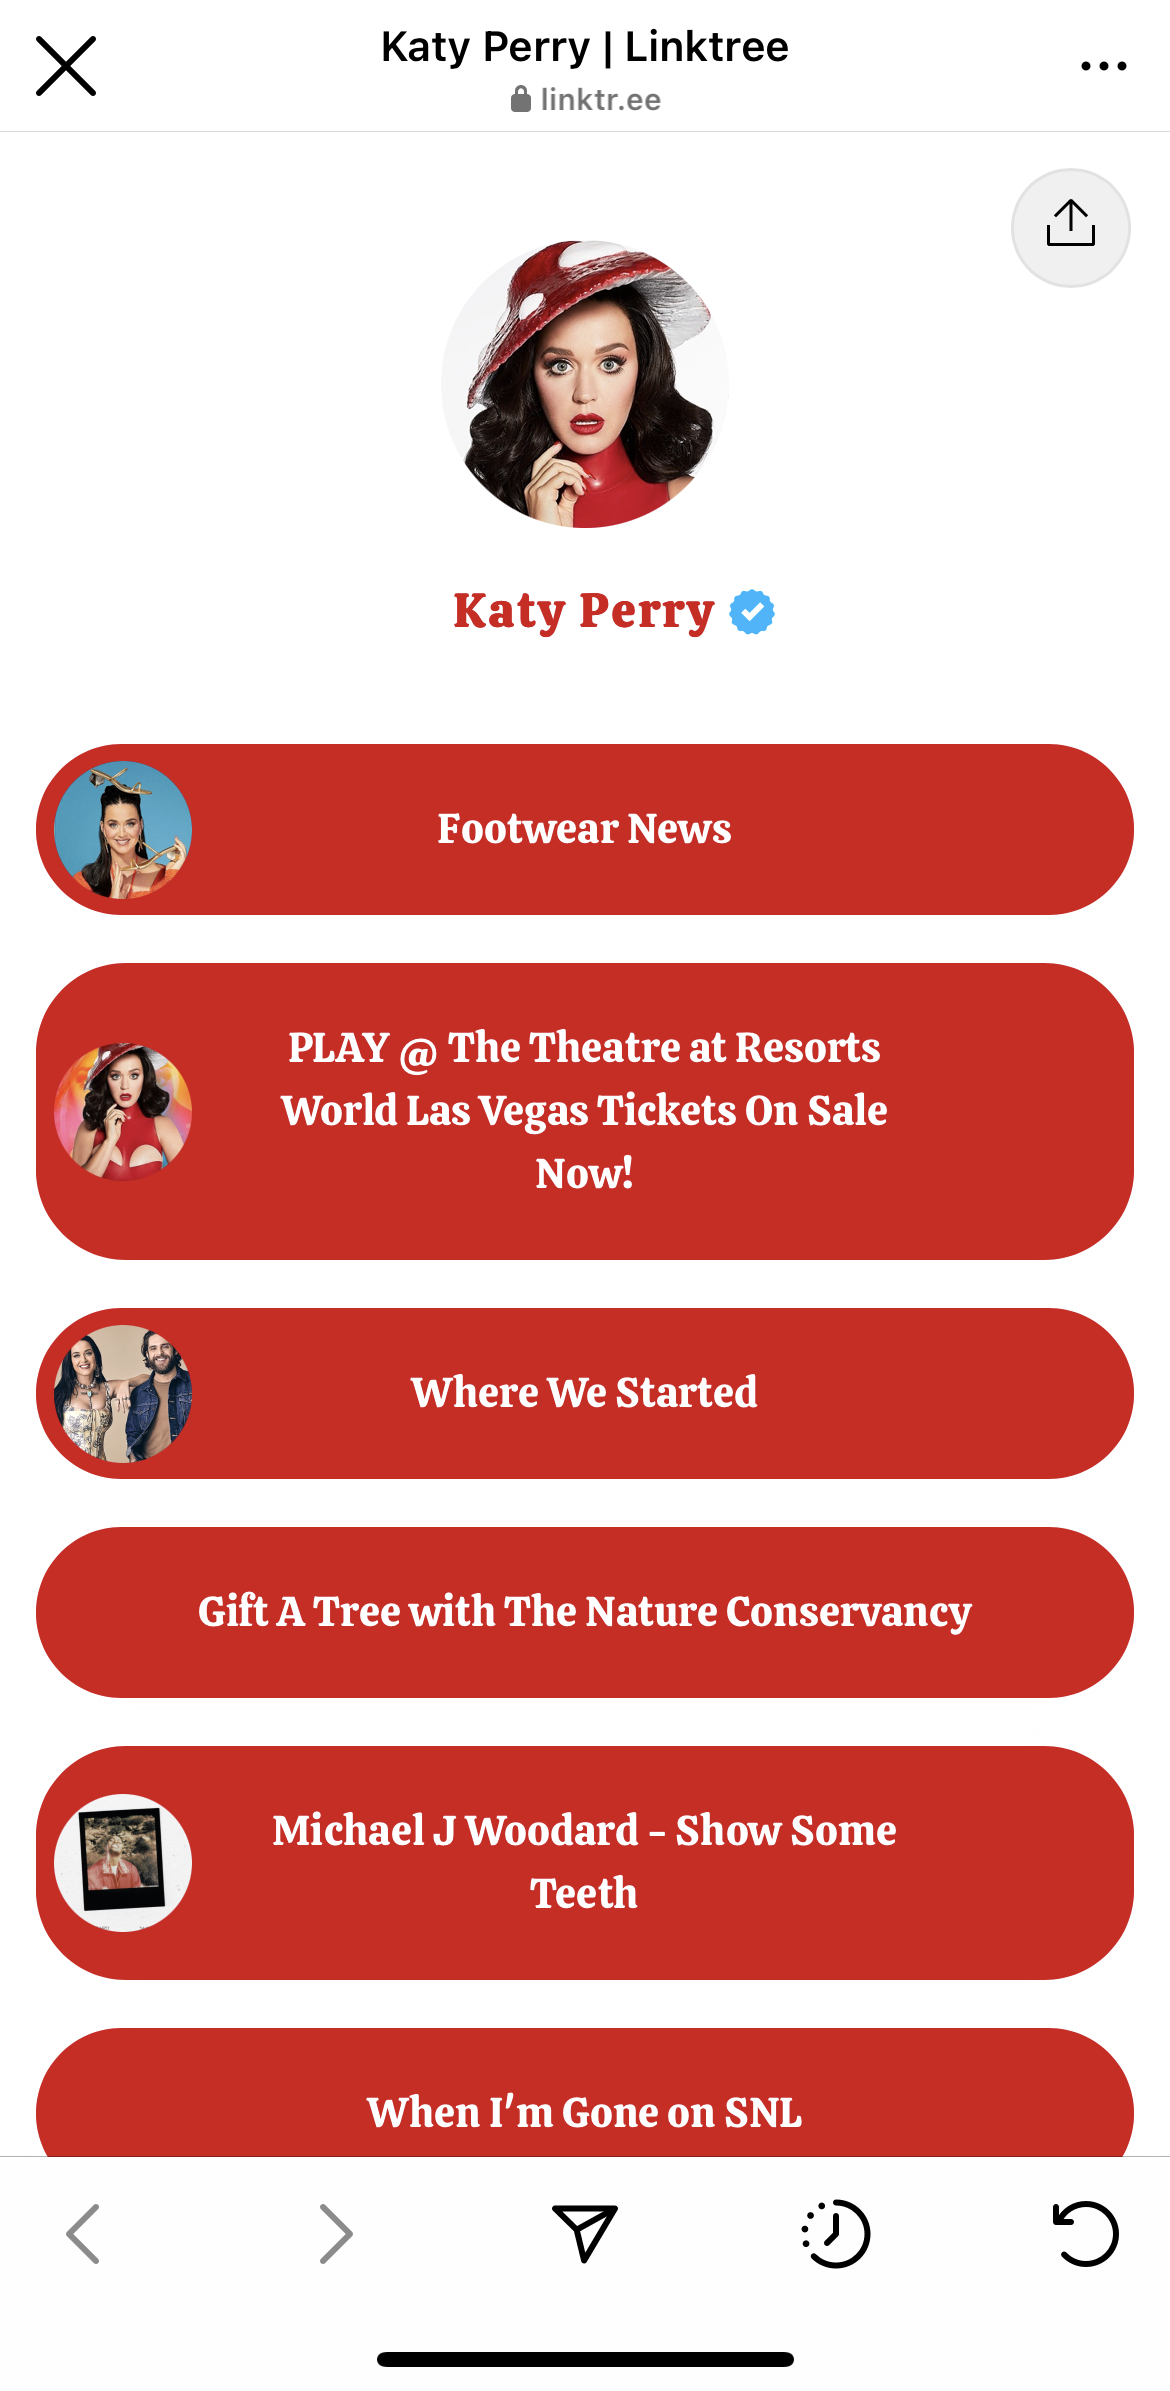 Katy Perry | Linktree
linktr.ee
Katy Perry
Footwear News
PLAY @ The Theatre at Resorts
World Las Vegas Tickets On Sale
Now!
Where We Started
Gift A Tree with The Nature Conservancy
Michael J Woodard - Show Some
Teeth
When I'm Gone on SNL